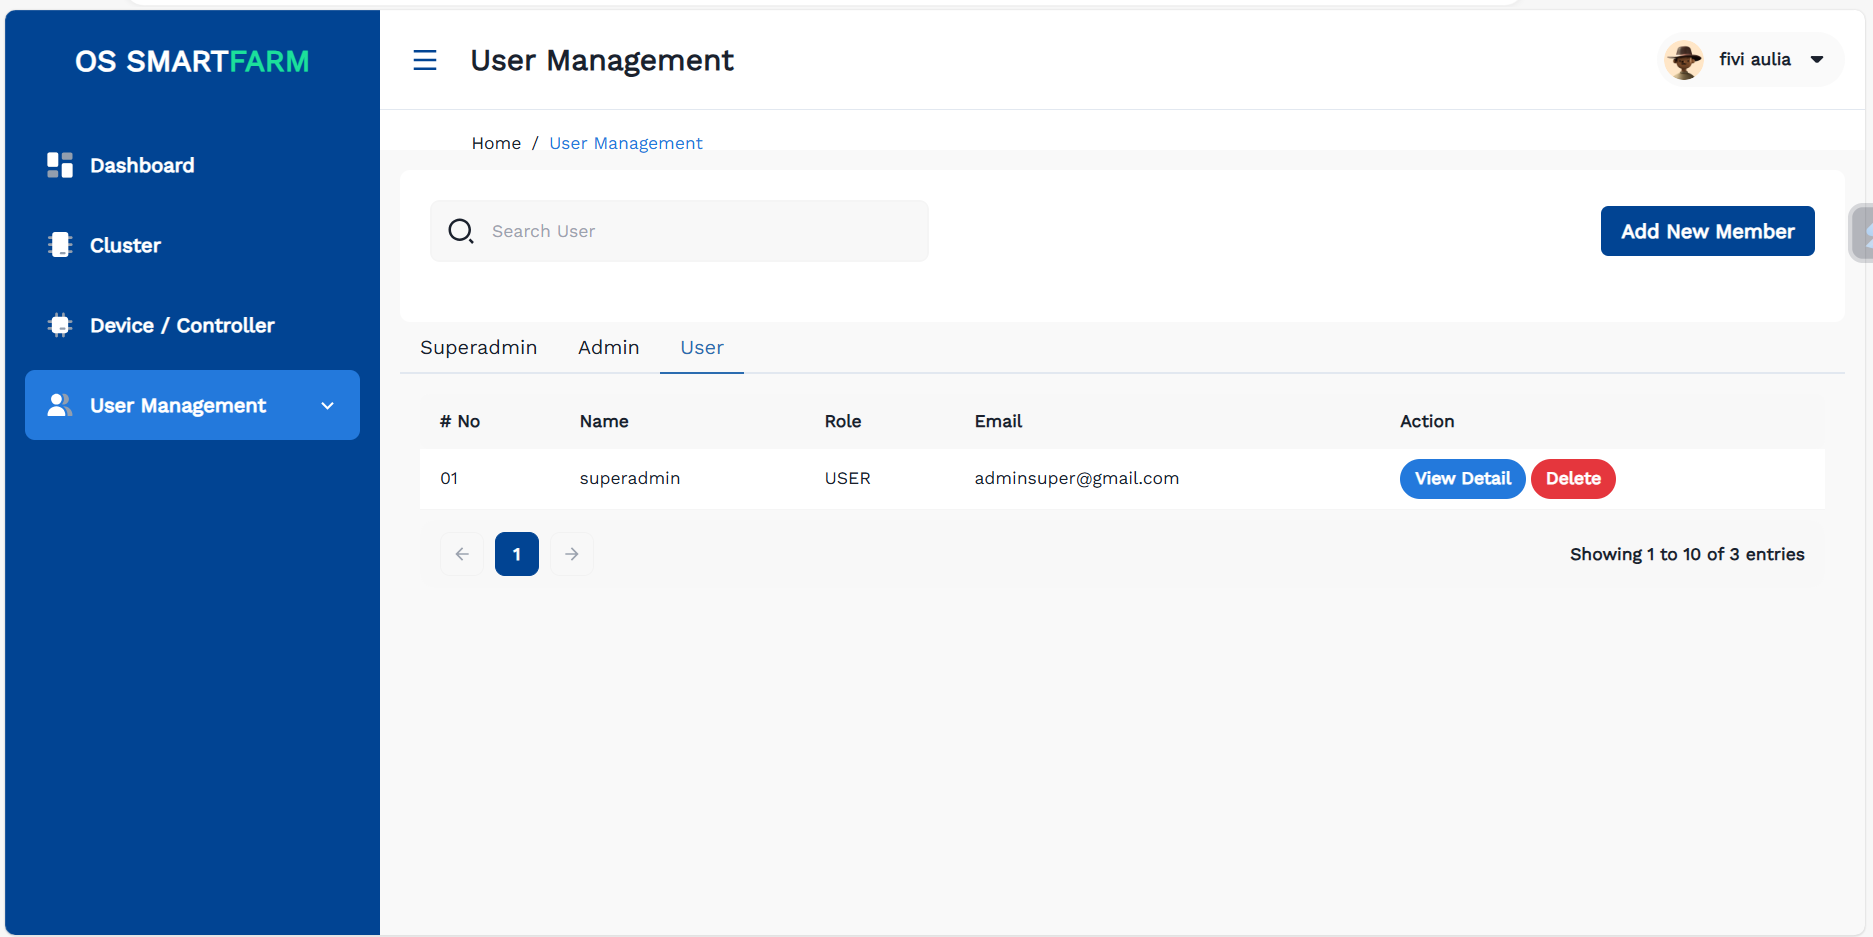 OS SMARTFARM
Dashboard
Cluster
Device / Controller
User Management
User Management
fivi aulia
Home / User Management
Search User
Add New Member
Superadmin Admin User
# No Name Role Email Action
01 superadmin USER adminsuper@gmail.com View Detail Delete
1
Showing 1 to 10 of 3 entries